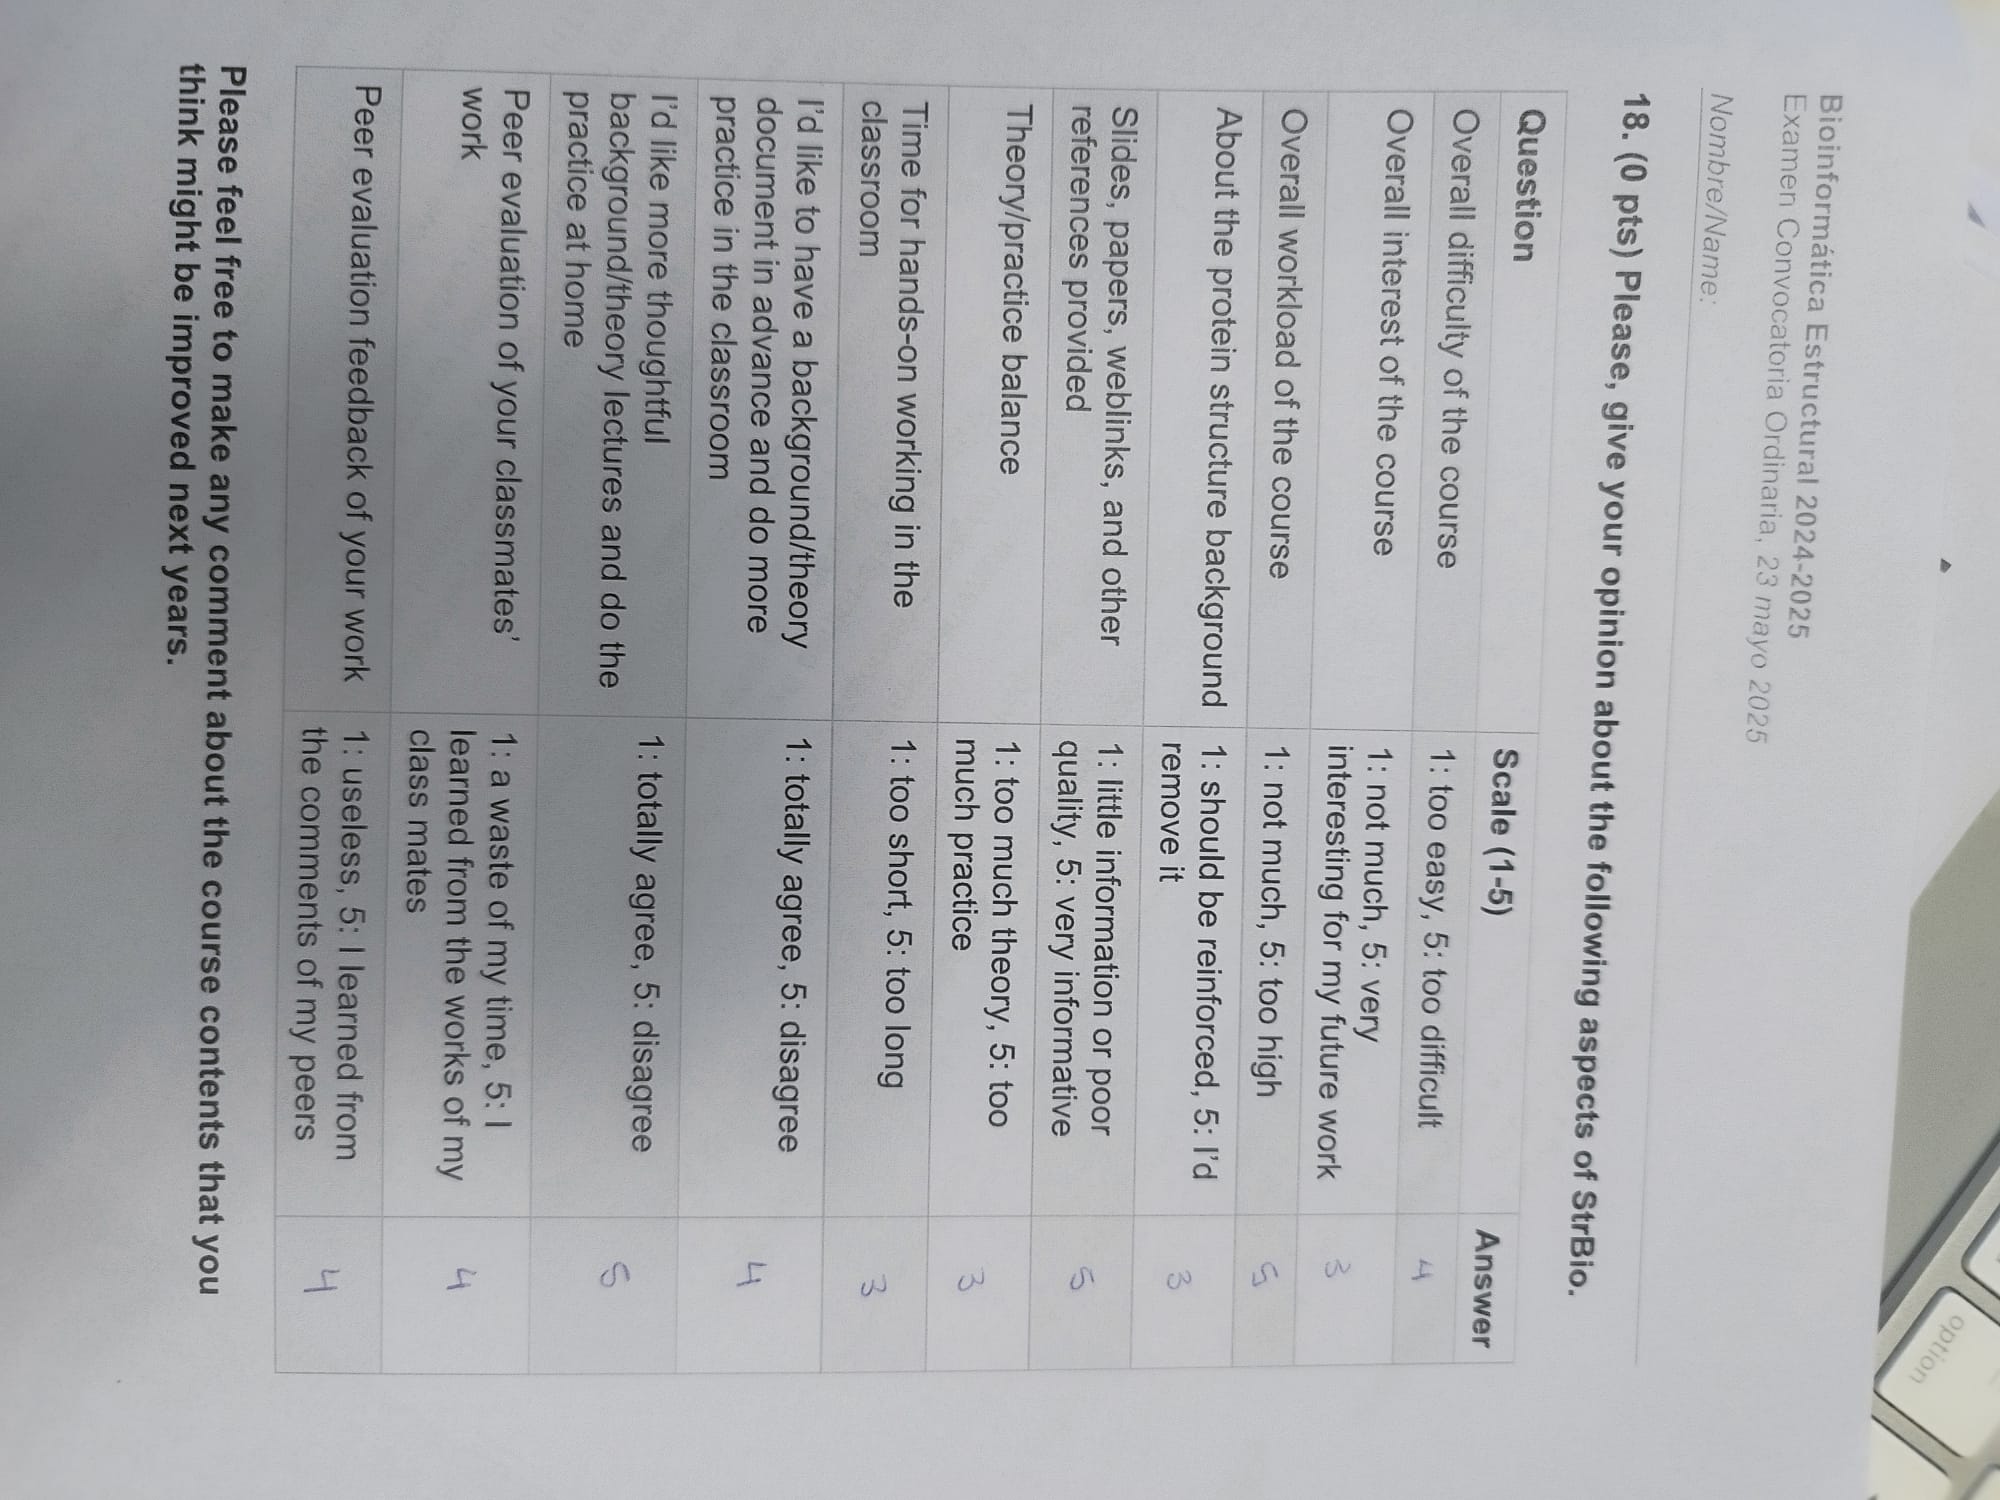 Bioinformática Estructural 2024-2025
Examen Convocatoria Ordinaria, 23 mayo 2025
Nombre/Name:
18. (0 pts) Please, give your opinion about the following aspects of StrBio.
Question Scale (1-5) Answer
Overall difficulty of the course 1: too easy, 5: too difficult 4
Overall interest of the course 1: not much, 5: very
interesting for my future work 3
Overall workload of the course 1: not much, 5: too high 5
About the protein structure background 1: should be reinforced, 5: I'd
remove it 3
Slides, papers, weblinks, and other 1: little information or poor
references provided quality, 5: very informative 5
Theory/practice balance 1: too much theory, 5: too
much practice 3
Time for hands-on working in the 1: too short, 5: too long
classroom 3
I'd like to have a background/theory
document in advance and do more 1: totally agree, 5: disagree 4
practice in the classroom
I'd like more thoughtful
background/theory lectures and do the 1: totally agree, 5: disagree 5
practice at home
Peer evaluation of your classmates' 1: a waste of my time, 5: I
work learned from the works of my 4
class mates
Peer evaluation feedback of your work 1: useless, 5: I learned from
the comments of my peers 4
Please feel free to make any comment about the course contents that you
think might be improved next years.
option